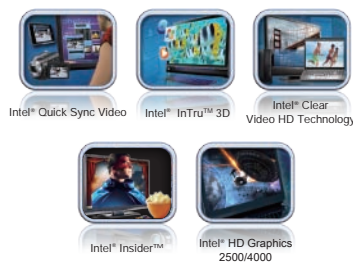 Intel® Quick Sync Video
Intel® InTru™ 3D
Intel® Clear
Video HD Technology
Intel® Insider™
Intel® HD Graphics
2500/4000